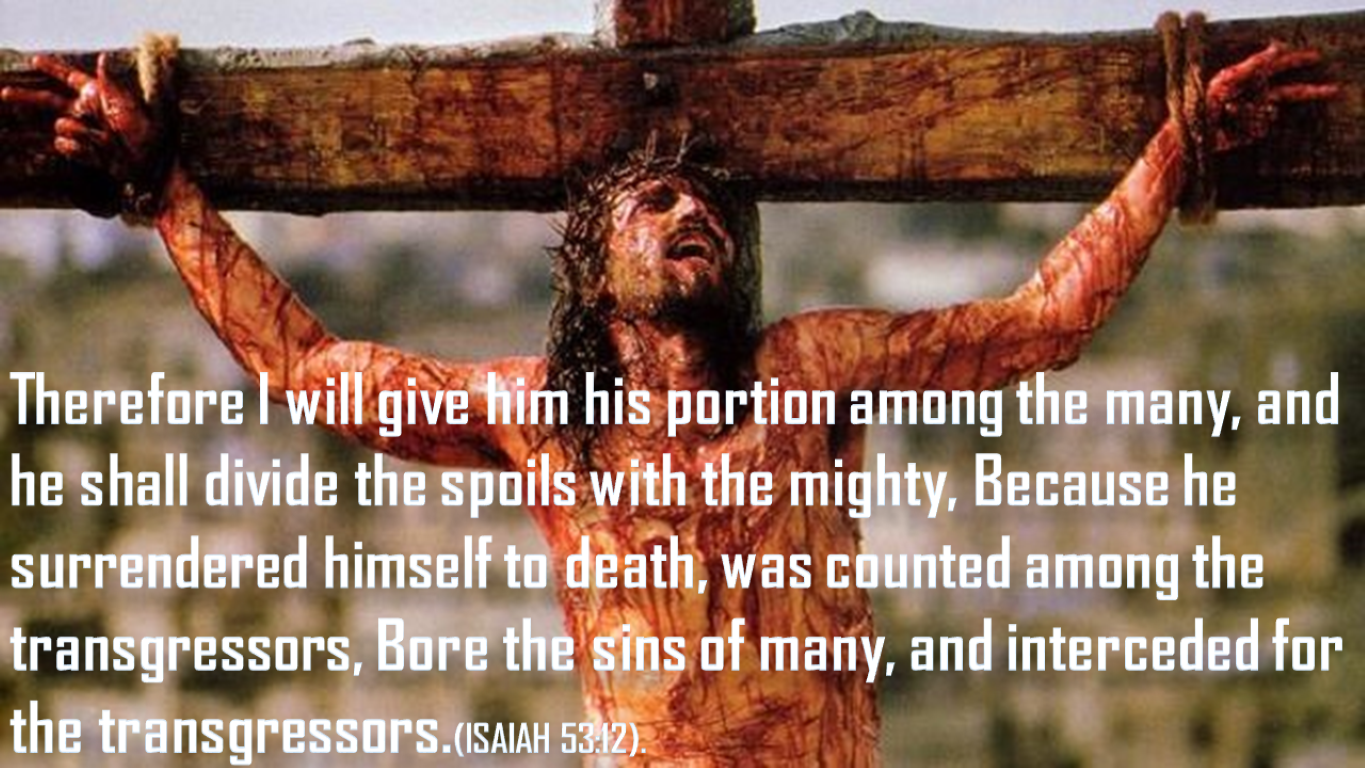 Therefore I will give him his portion among the many, and
he shall divide the spoils with the mighty, Because he
surrendered himself to death, was counted among the
transgressors, Bore the sins of many, and interceded for
the transgressors.(ISAIAH 53:12).